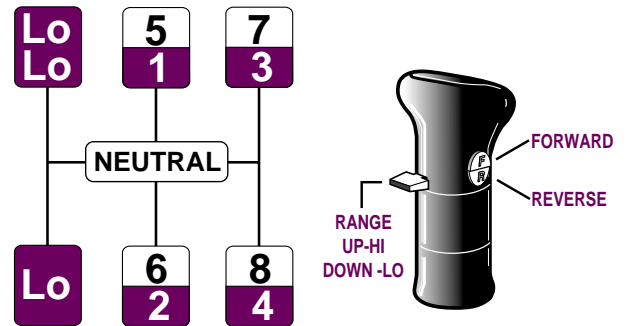 Lo
Lo
5
1
7
3
NEUTRAL
Lo
6
2
8
4
F
R
FORWARD
REVERSE
RANGE
UP-HI
DOWN -LO